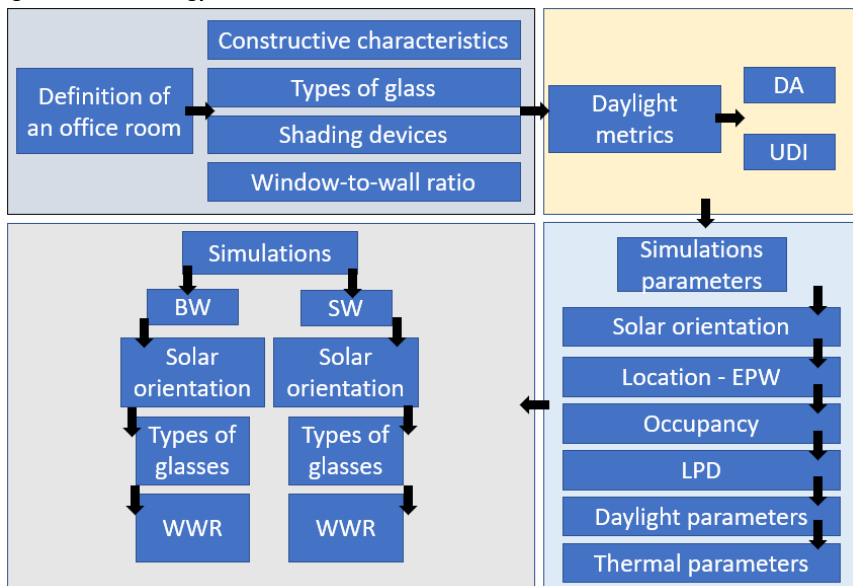 Constructive characteristics
Definition of
an office room
Types of glass
Shading devices
Window-to-wall ratio
Daylight
metrics
DA
UDI
Simulations
parameters
Solar orientation
Location - EPW
Occupancy
LPD
Daylight parameters
Thermal parameters
Simulations
BW
SW
Solar
orientation
Solar
orientation
Types of
glasses
Types of
glasses
WWR
WWR